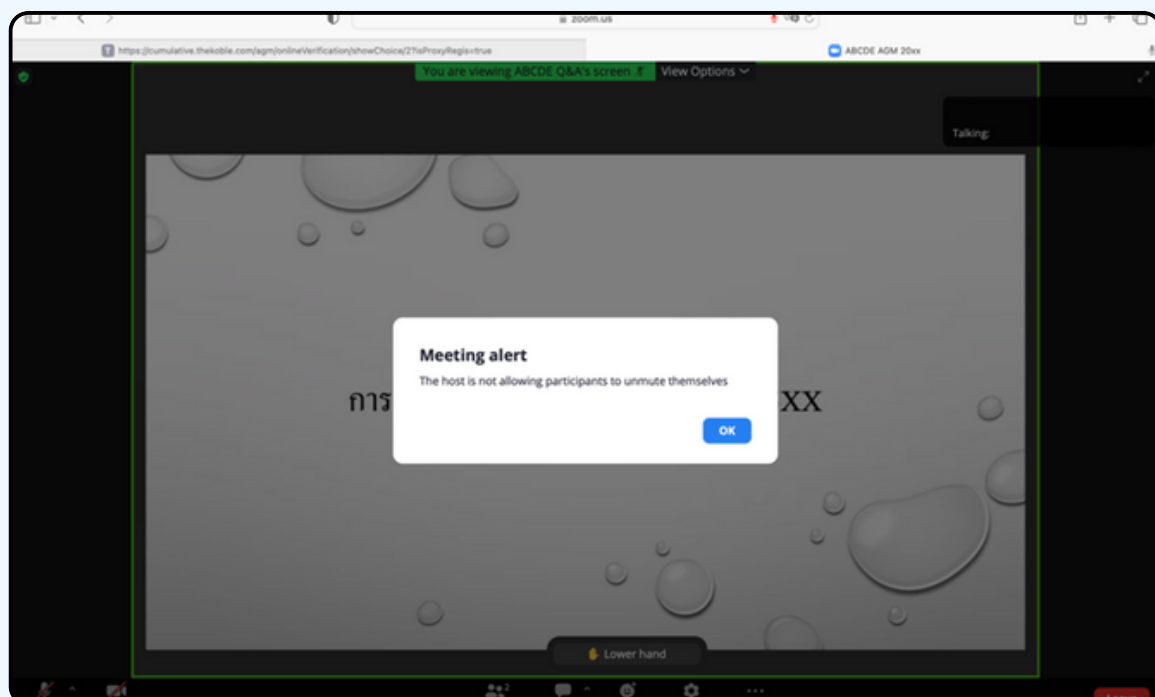 zoom.us
https://cumulative.thekoble.com/agm/onlineVerification/showChoice/2?isProxyRegis=true
ABCDE AGM 20xx
You are viewing ABCDE Q&A's screen
View Options
Talking:
Meeting alert
The host is not allowing participants to unmute themselves
การ XX
OK
Lower hand
2